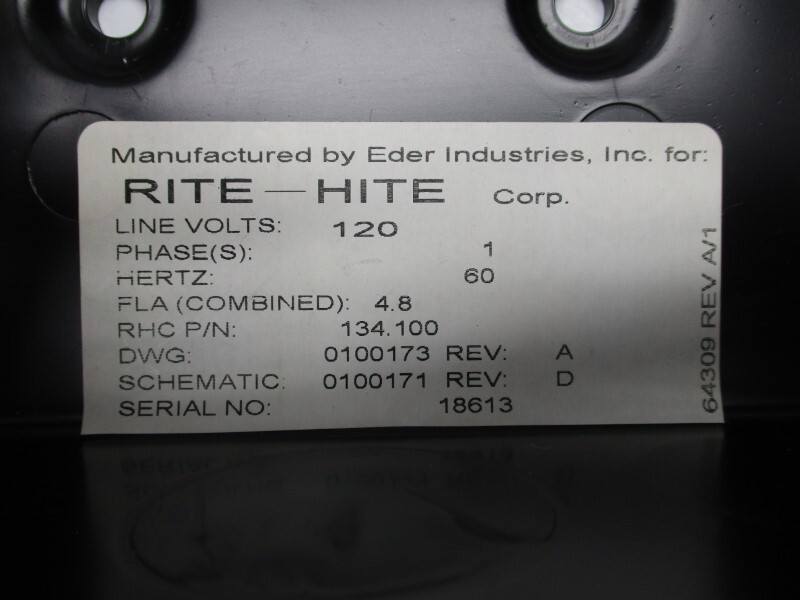 Manufactured by Eder Industries, Inc. for:
RITE—HITE Corp.
LINE VOLTS: 120
PHASE(S): 1
HERTZ: 60
FLA (COMBINED): 4.8
RHC P/N: 134.100
DWG: 0100173 REV: A
SCHEMATIC: 0100171 REV: D
SERIAL NO: 18613
64309 REV A/1